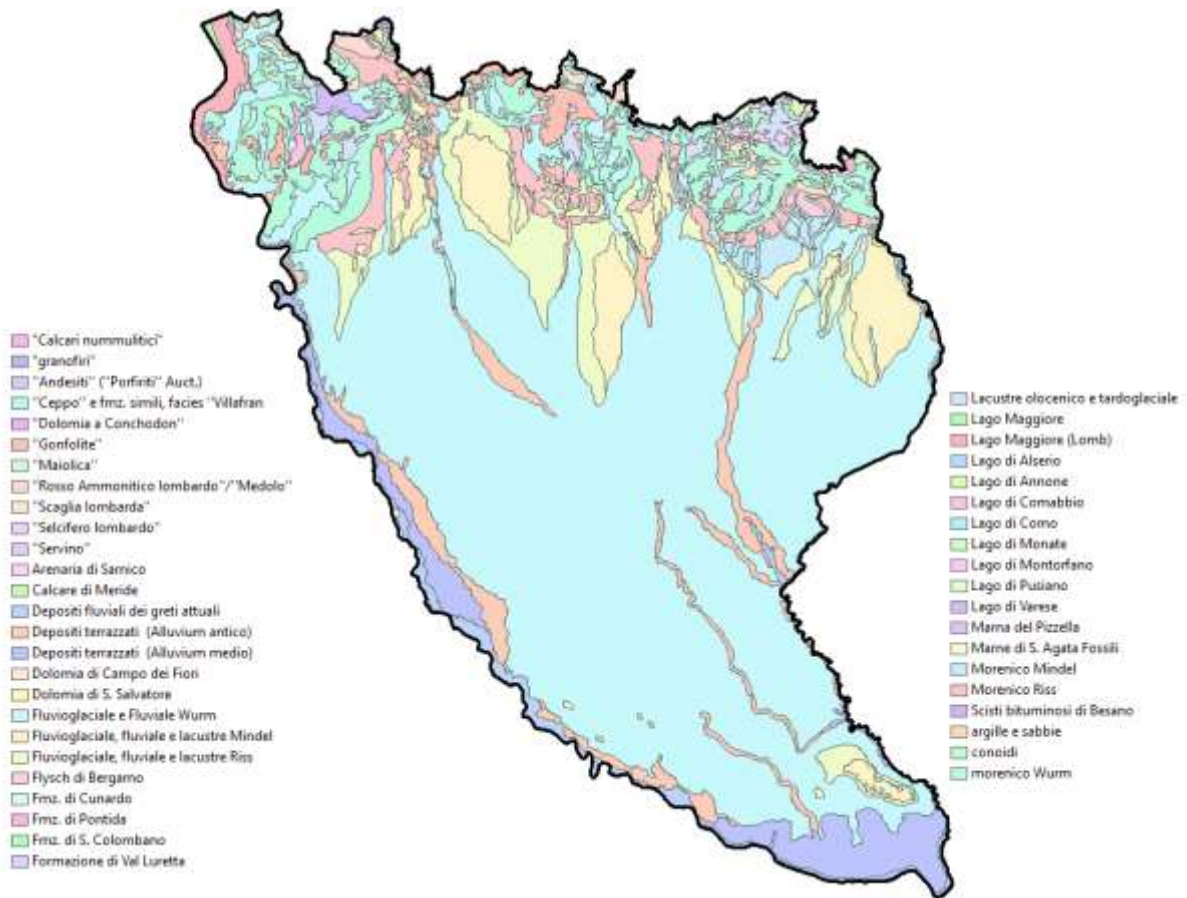 "Calcari nummulitici"
"granofiri"
"Andesiti" ("Porfiriti" Auct.)
"Ceppo" e fmz. simili, facies "Villafran
"Dolomia a Conchodon"
"Gonfolite"
"Maiolica"
"Rosso Ammonitico lombardo"/"Medolo"
"Scaglia lombarda"
"Selcifero lombardo"
"Servino"
Arenaria di Sarnico
Calcare di Meride
Depositi fluviali dei greti attuali
Depositi terrazzati (Alluvium antico)
Depositi terrazzati (Alluvium medio)
Dolomia di Campo dei Fiori
Dolomia di S. Salvatore
Fluvioglaciale e Fluviale Wurm
Fluvioglaciale, fluviale e lacustre Mindel
Fluvioglaciale, fluviale e lacustre Riss
Flysch di Bergamo
Fmz. di Cunardo
Fmz. di Pontida
Fmz. di S. Colombano
Formazione di Val Luretta
Lacustre olocenico e tardoglaciale
Lago Maggiore
Lago Maggiore (Lomb)
Lago di Alserio
Lago di Annone
Lago di Comabbio
Lago di Como
Lago di Monate
Lago di Montorfano
Lago di Pusiano
Lago di Varese
Marna del Pizzella
Marne di S. Agata Fossili
Morenico Mindel
Morenico Riss
Scisti bituminosi di Besano
argille e sabbie
conoidi
morenico Wurm